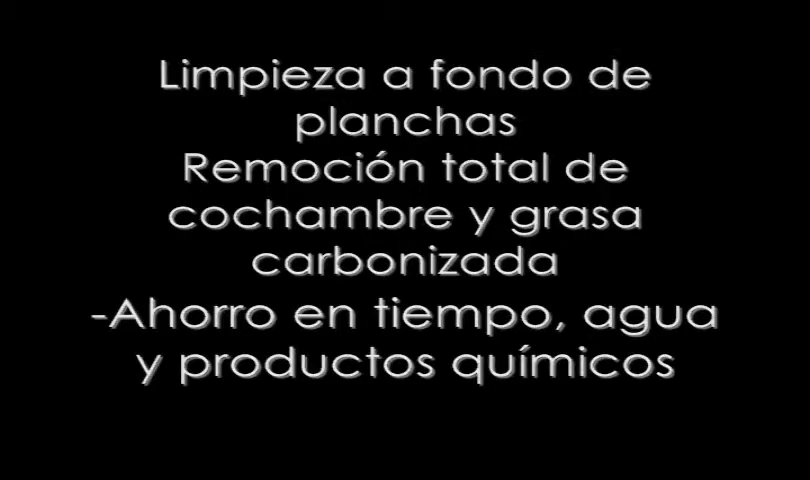 Limpieza a fondo de
planchas
Remoción total de
cochambre y grasa
carbonizada
-Ahorro en tiempo, agua
y productos químicos